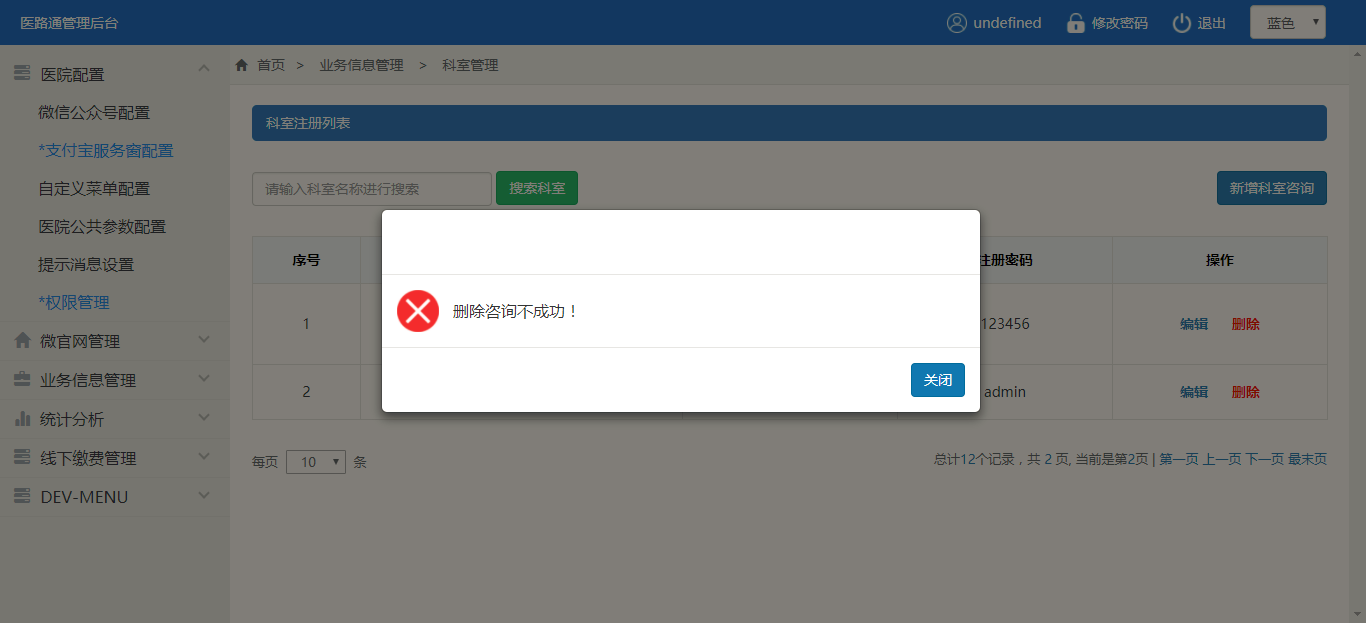 医路通管理后台
undefined 修改密码 退出 蓝色
医院配置
微信公众号配置
*支付宝服务窗配置
自定义菜单配置
医院公共参数配置
提示消息设置
*权限管理
微官网管理
业务信息管理
统计分析
线下缴费管理
DEV-MENU
首页 > 业务信息管理 > 科室管理
科室注册列表
请输入科室名称进行搜索 搜索科室 新增科室咨询
序号 注册密码 操作
1 123456 编辑 删除
2 admin 编辑 删除
删除咨询不成功！
关闭
每页 10 条
总计12个记录，共 2 页, 当前是第2页 | 第一页 上一页 下一页 最末页